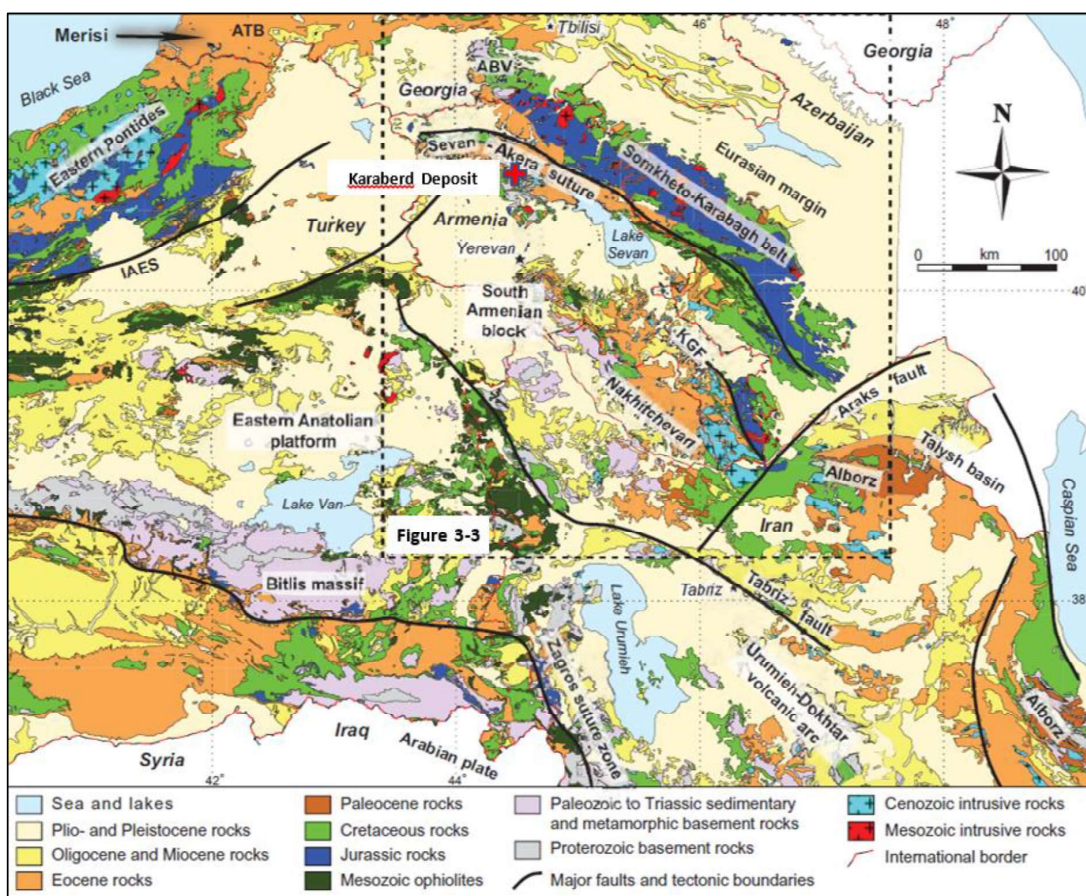 Merisi
ATB
Tbilisi
46
48
Black Sea
ABV
Georgia
Georgia
Azerbaijan
N
Eastern Pontides
Sevan - Akera suture
Somkheto-Karabagh belt
Eurasian margin
Karaberd Deposit
Turkey
Armenia
Lake
Sevan
Yerevan
IAES
0 km 100
40
South
Armenian
block
KGF
Nakhitchevan
Araks fault
Eastern Anatolian
platform
Alborz
Talysh basin
Caspian Sea
Lake Van
Iran
Figure 3-3
Bitlis massif
Tabriz
Tabriz
fault
38
Lake Urumieh
Zagros suture zone
Urumieh-Dokhtar
volcanic arc
Iraq
Arabian plate
Syria
Alborz
42°
44
Sea and lakes
Plio- and Pleistocene rocks
Oligocene and Miocene rocks
Eocene rocks
Paleocene rocks
Cretaceous rocks
Jurassic rocks
Mesozoic ophiolites
Paleozoic to Triassic sedimentary
and metamorphic basement rocks
Proterozoic basement rocks
Major faults and tectonic boundaries
Cenozoic intrusive rocks
Mesozoic intrusive rocks
International border